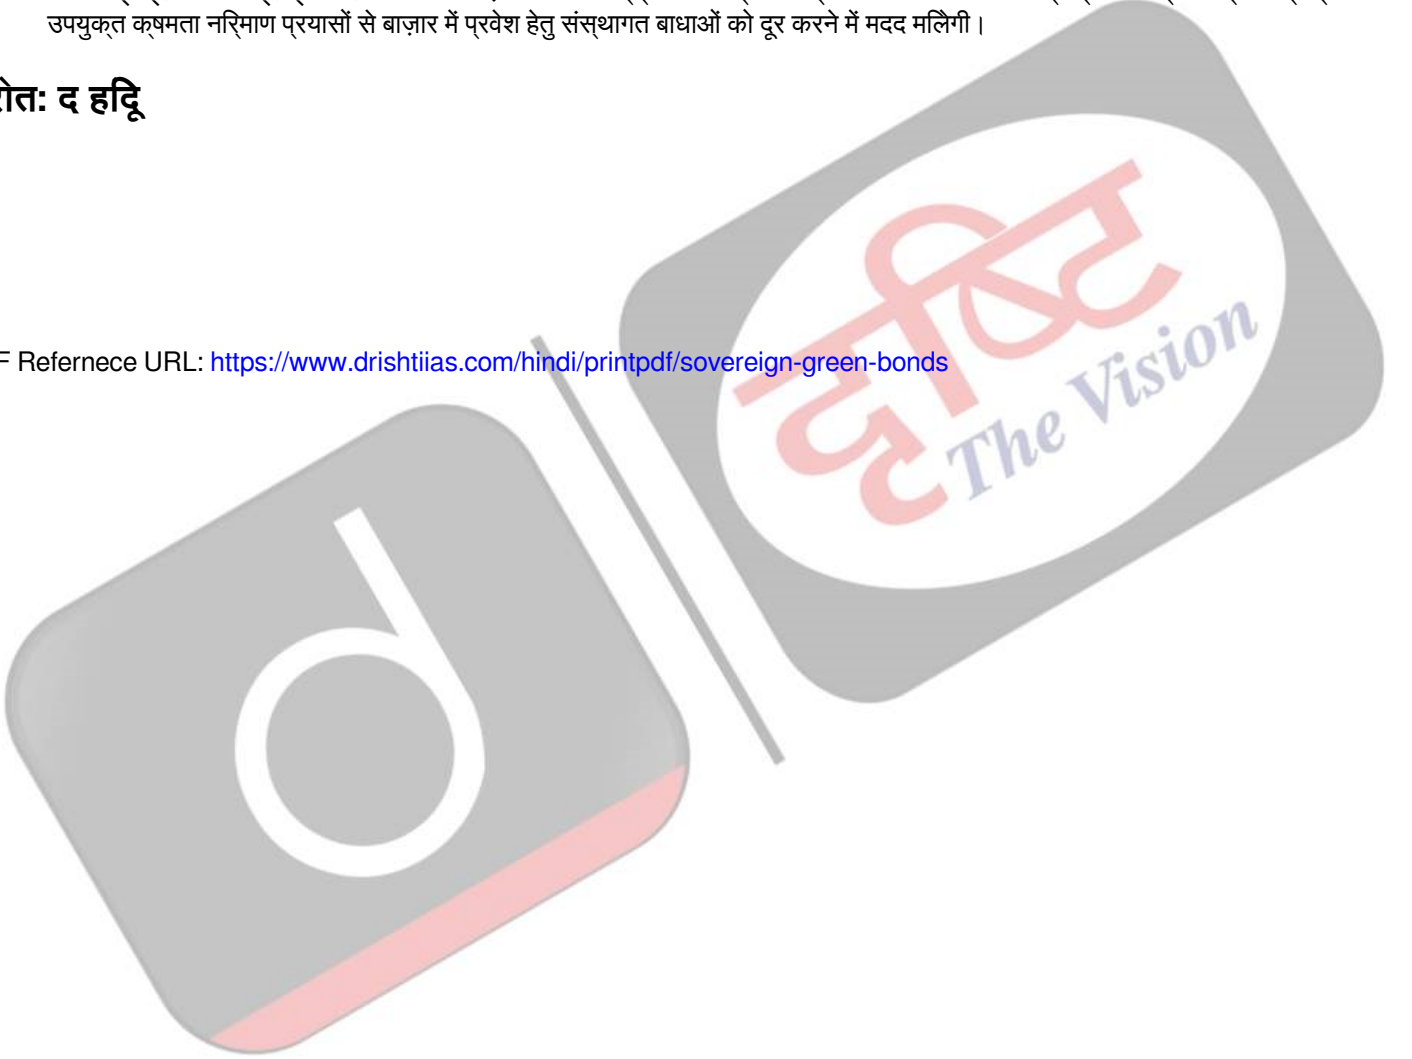 उपयुक्त क्षमता निर्माण प्रयासों से बाज़ार में प्रवेश हेतु संस्थागत बाधाओं को दूर करने में मदद मिलेगी।
रोत: द हिंदू
F Refernece URL: https://www.drishtiias.com/hindi/printpdf/sovereign-green-bonds
दृष्टि
The Vision
d